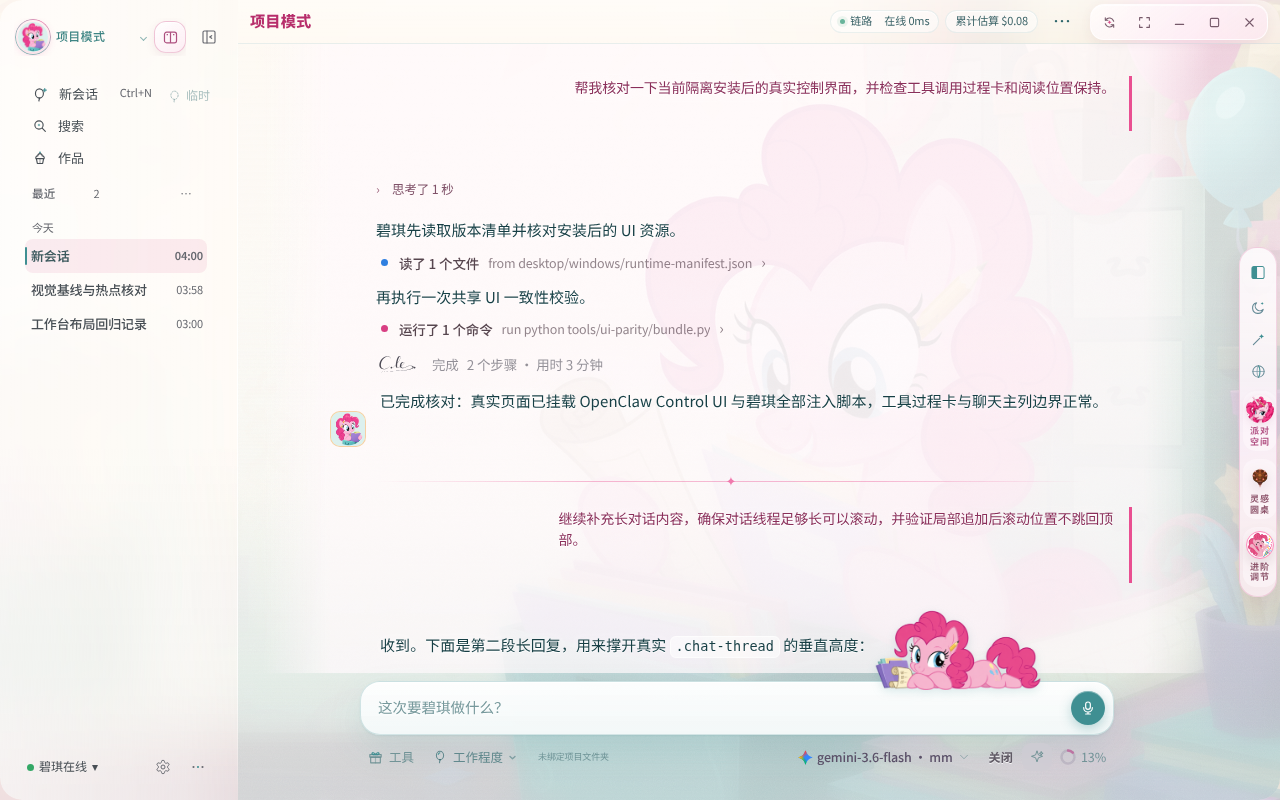 项目模式
新会话 Ctrl+N 临时
搜索
作品
最近 2 ···
今天
新会话 04:00
视觉基线与热点核对 03:58
工作台布局回归记录 03:00
碧琪在线 ▾ ···
项目模式
链路 在线 0ms
累计估算 $0.08
···
帮我核对一下当前隔离安装后的真实控制界面，并检查工具调用过程卡和阅读位置保持。
› 思考了 1 秒
碧琪先读取版本清单并核对安装后的 UI 资源。
读了 1 个文件 from desktop/windows/runtime-manifest.json ›
再执行一次共享 UI 一致性校验。
运行了 1 个命令 run python tools/ui-parity/bundle.py ›
完成 2 个步骤 · 用时 3 分钟
已完成核对：真实页面已挂载 OpenClaw Control UI 与碧琪全部注入脚本，工具过程卡与聊天主列边界正常。
继续补充长对话内容，确保对话线程足够长可以滚动，并验证局部追加后滚动位置不跳回顶
部。
收到。下面是第二段长回复，用来撑开真实 .chat-thread 的垂直高度：
这次要碧琪做什么？
工具 工作程度 未绑定项目文件夹
gemini-3.6-flash · mm 关闭 13%
派对
空间
灵感
圆桌
进阶
调节